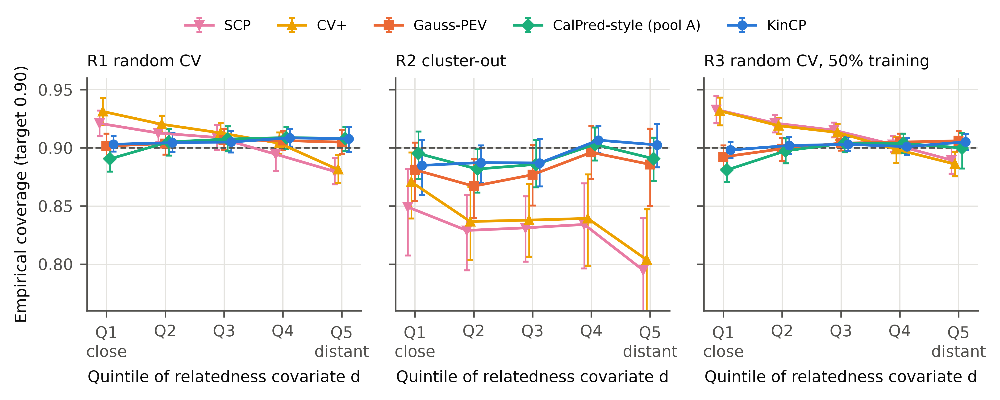 SCP CV+ Gauss-PEV CalPred-style (pool A) KinCP
R1 random CV
R2 cluster-out
R3 random CV, 50% training
Empirical coverage (target 0.90)
0.95
0.90
0.85
0.80
Q1 Q2 Q3 Q4 Q5
close distant
Quintile of relatedness covariate d
Q1 Q2 Q3 Q4 Q5
close distant
Quintile of relatedness covariate d
Q1 Q2 Q3 Q4 Q5
close distant
Quintile of relatedness covariate d